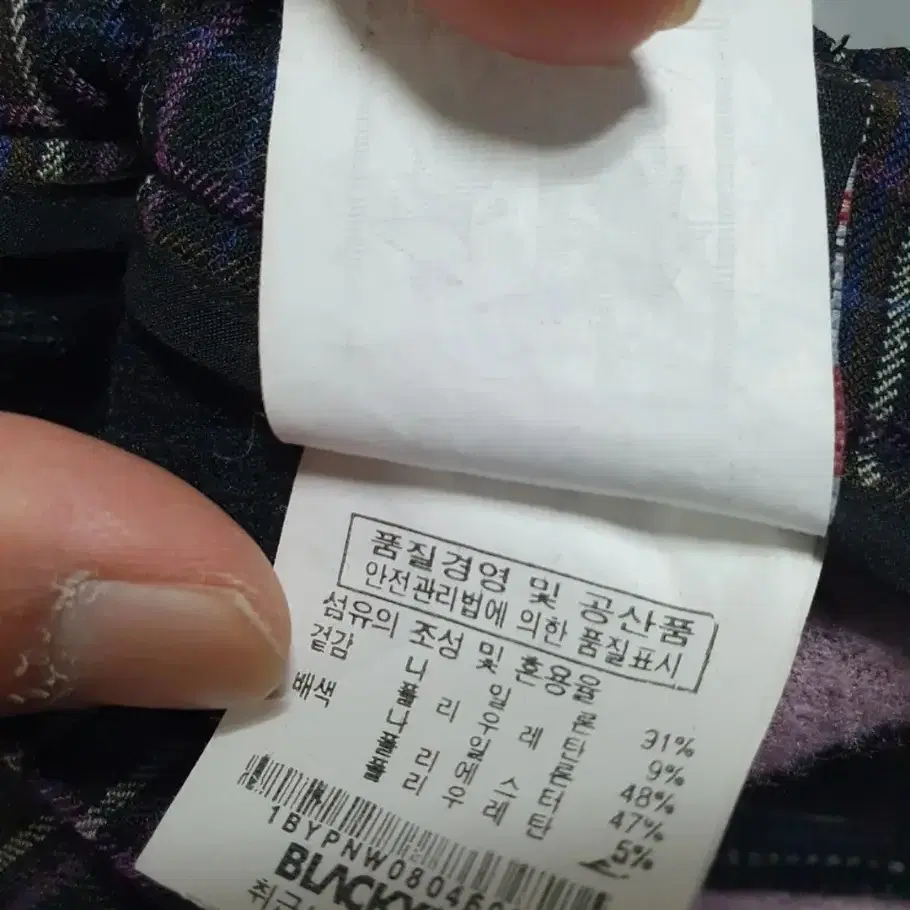 품질경영 및 공산품
안전관리법에 의한 품질표시
섬유의 조성 및 혼용율
겉감 나 일 론 91%
폴 리 우 레 탄 9%
배색 나 일 론 48%
폴 리 에 스 터 47%
폴 리 우 레 탄 5%
1BYPNW08046
BLACKY